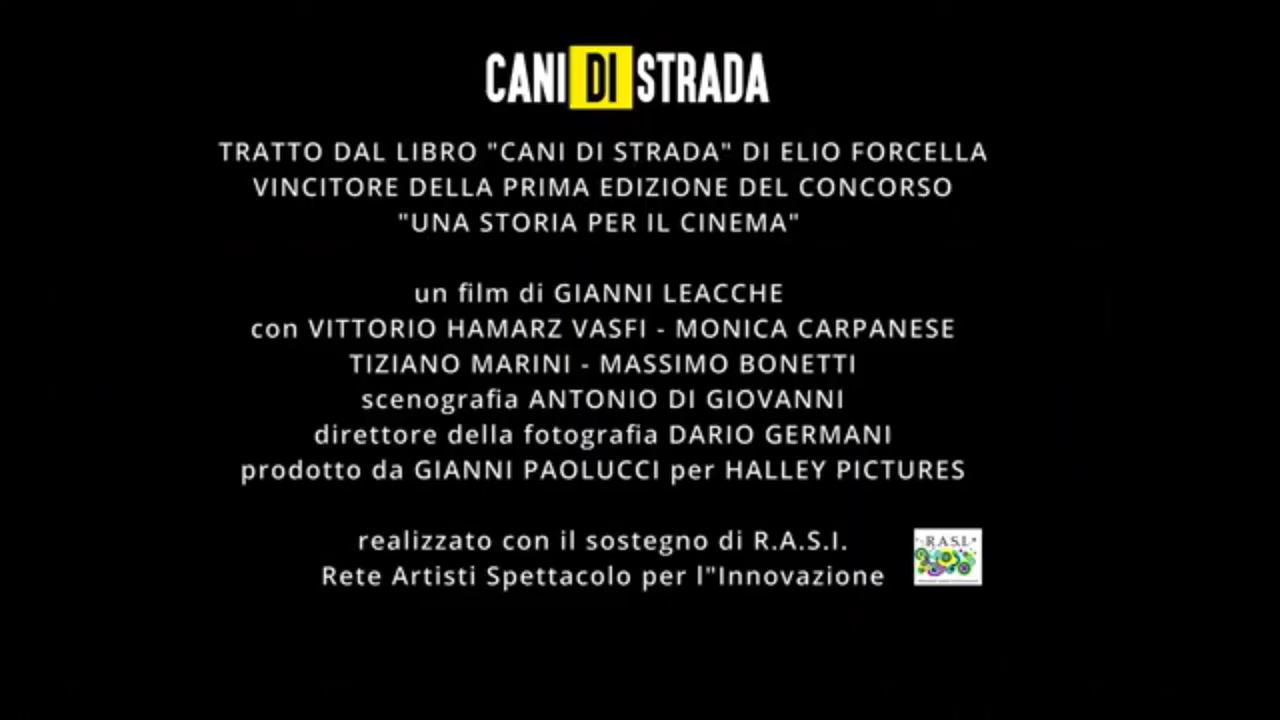 CANI DI STRADA
TRATTO DAL LIBRO "CANI DI STRADA" DI ELIO FORCELLA
VINCITORE DELLA PRIMA EDIZIONE DEL CONCORSO
"UNA STORIA PER IL CINEMA"
un film di GIANNI LEACCHE
con VITTORIO HAMARZ VASFI - MONICA CARPANESE
TIZIANO MARINI - MASSIMO BONETTI
scenografia ANTONIO DI GIOVANNI
direttore della fotografia DARIO GERMANI
prodotto da GIANNI PAOLUCCI per HALLEY PICTURES
realizzato con il sostegno di R.A.S.I.
Rete Artisti Spettacolo per l"Innovazione
R.A.S.I.